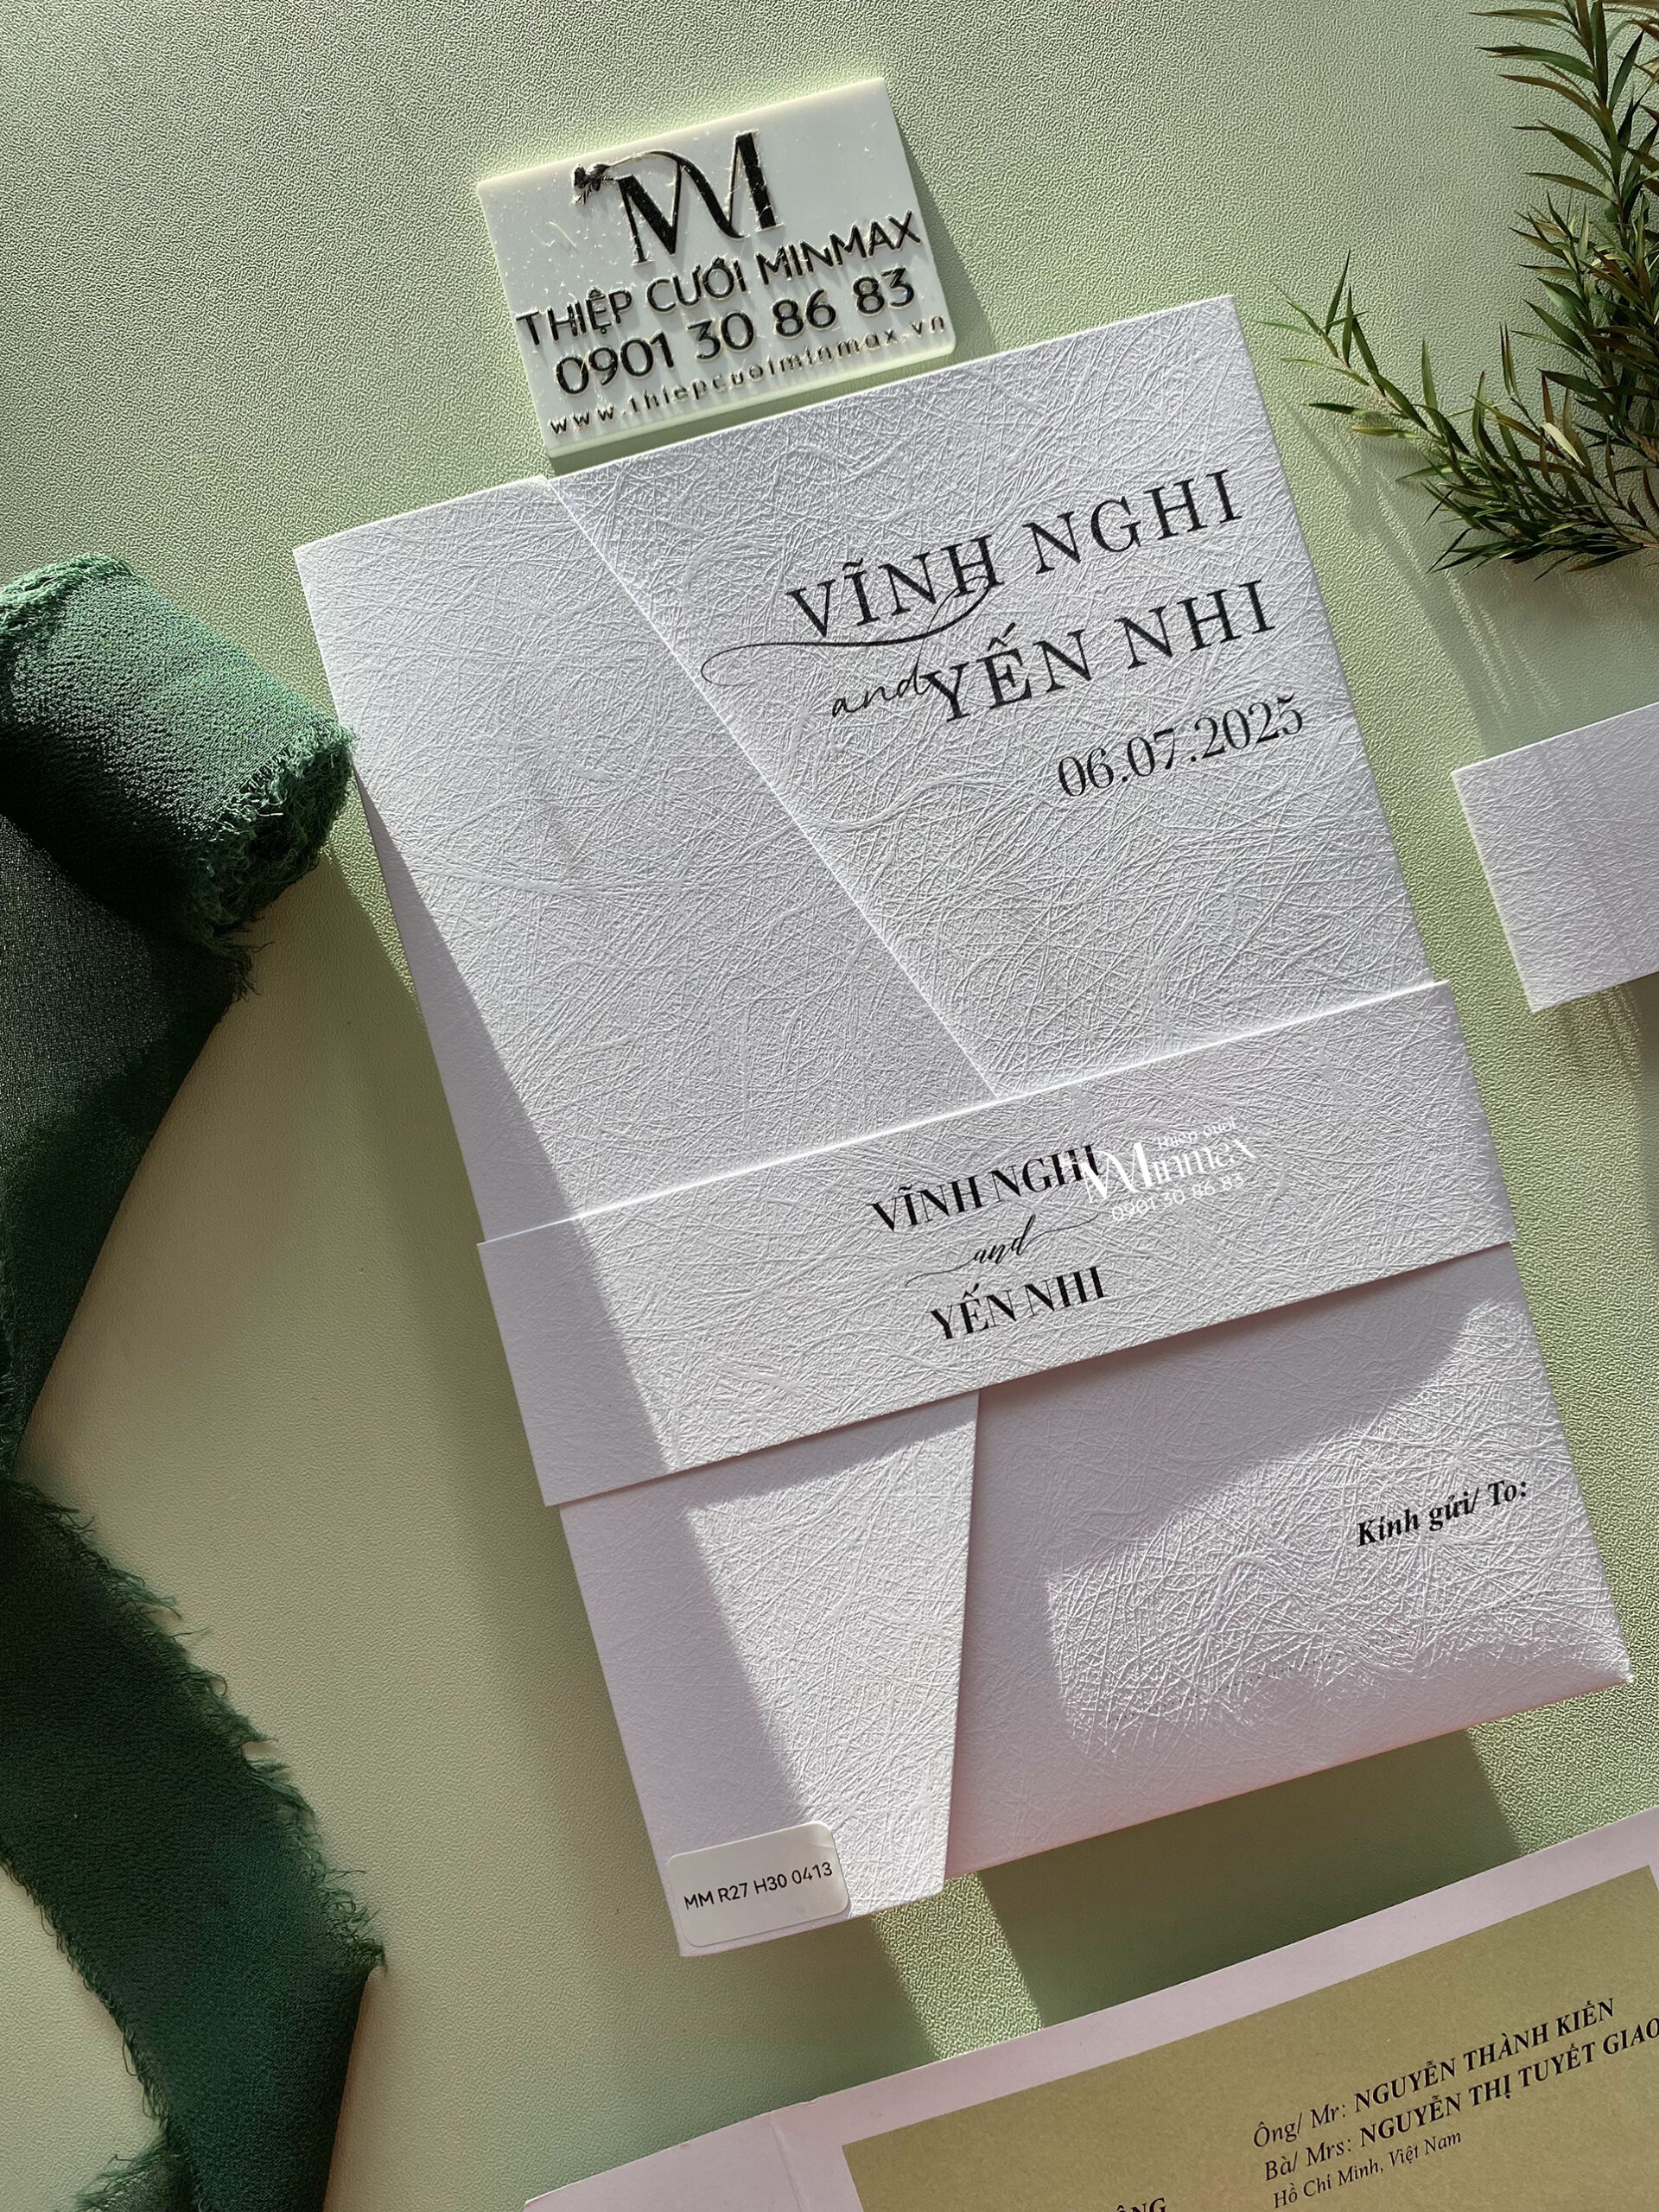 M
THIỆP CƯỚI MINMAX
0901 30 86 83
www.thiepcuoiminmax.vn
VĨNH NGHI
and YẾN NHI
06.07.2025
VĨNH NGHI
and
YẾN NHI
Thiệp cưới
Minmax
0901 30 86 83
Kính gửi/ To:
MM R27 H30 0413
Ông/ Mr: NGUYỄN THÀNH KIẾN
Bà/ Mrs: NGUYỄN THỊ TUYẾT GIAO
Hồ Chí Minh, Việt Nam